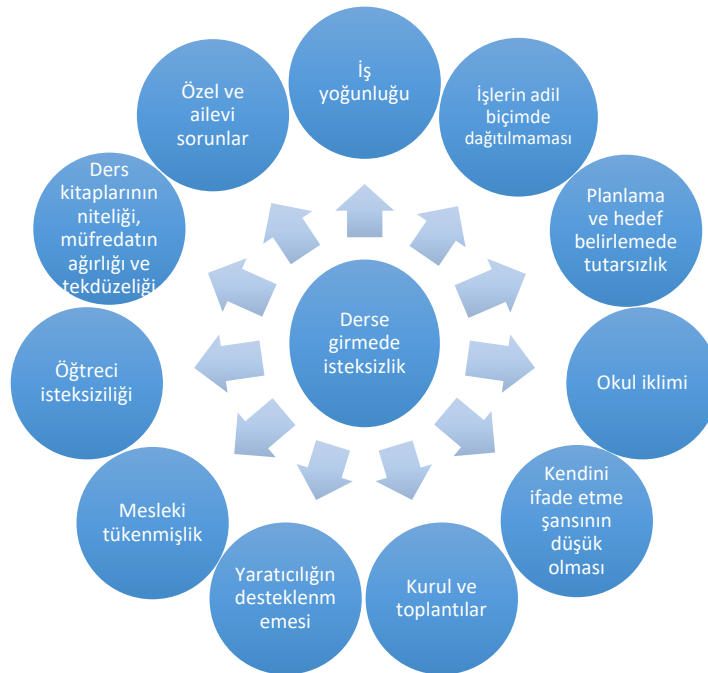 İş
yoğunluğu
İşlerin adil
biçimde
dağıtılmaması
Planlama
ve hedef
belirlemede
tutarsızlık
Okul iklimi
Kendini
ifade etme
şansının
düşük
olması
Kurul ve
toplantılar
Yaratıcılığın
desteklenm
emesi
Mesleki
tükenmişlik
Öğtreci
isteksiziliği
Ders
kitaplarının
niteliği,
müfredatın
ağırlığı ve
tekdüzeliği
Özel ve
ailevi
sorunlar
Derse
girmede
isteksizlik